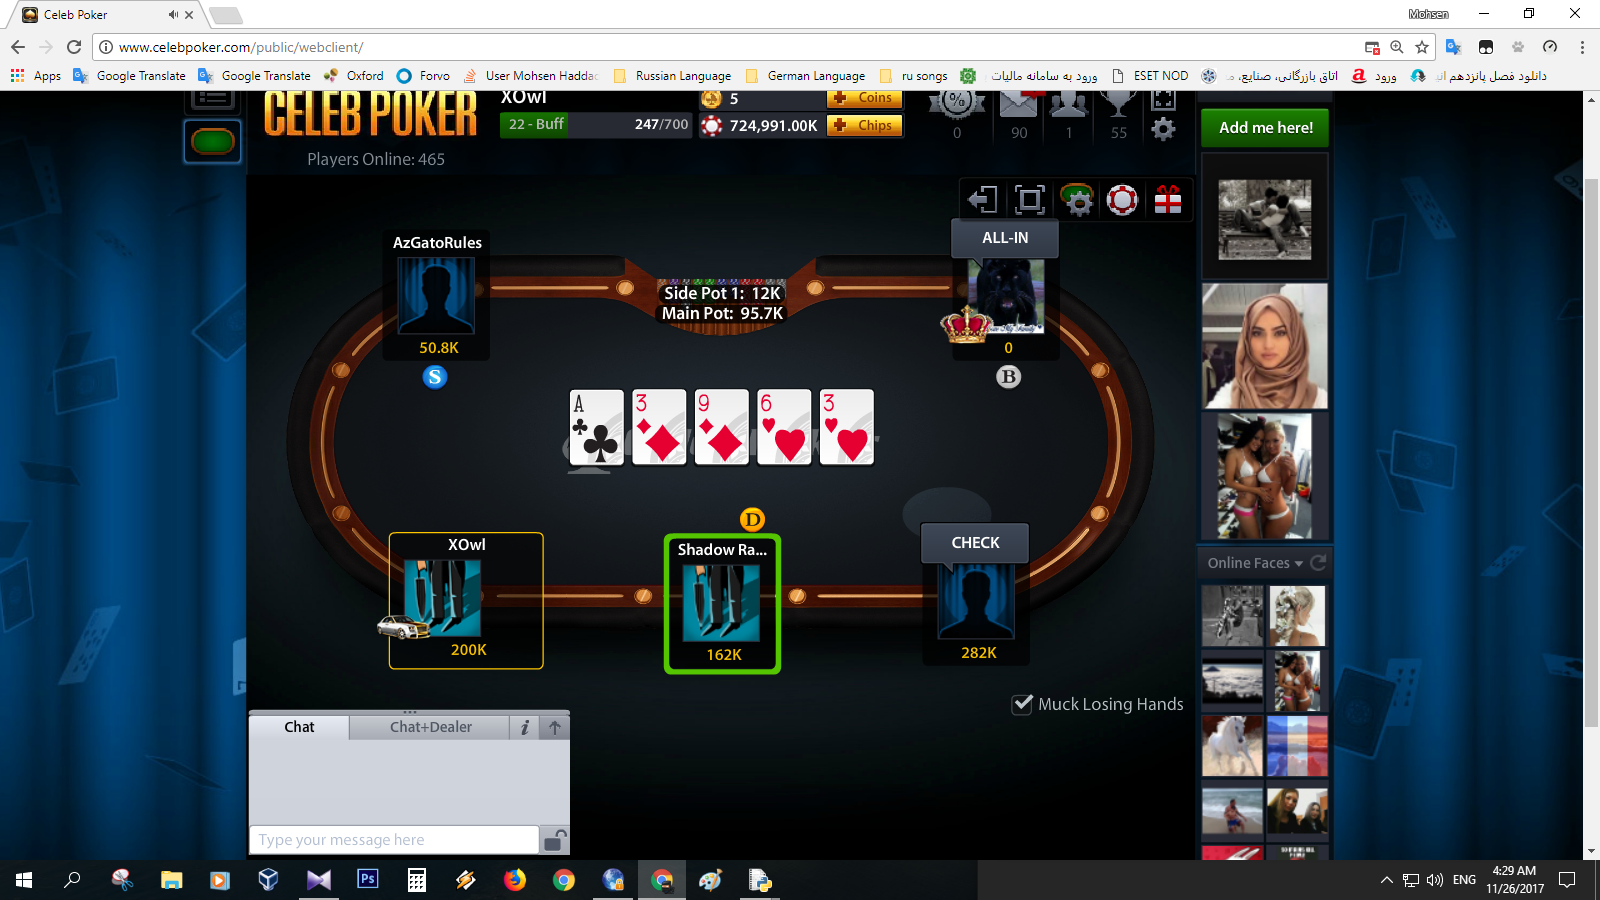 Celeb Poker
Mohsen
www.celebpoker.com/public/webclient/
Apps
Google Translate
Google Translate
Oxford
Forvo
User Mohsen Haddad
Russian Language
German Language
ru songs
ورود به سامانه مالیات
ESET NOD
اتاق بازرگانی، صنایع، م
ورود
دانلود فصل پانزدهم ان
CELEB POKER
XOwl
22 - Buff
247/700
5
Coins
724,991.00K
Chips
%
0
90
1
55
Players Online: 465
Add me here!
AzGatoRules
50.8K
S
Side Pot 1: 12K
Main Pot: 95.7K
ALL-IN
0
B
A
3
9
6
3
D
XOwl
200K
Shadow Ra...
162K
CHECK
282K
Muck Losing Hands
Online Faces
Chat
Chat+Dealer
i
Type your message here
Ps
ENG
4:29 AM
11/26/2017